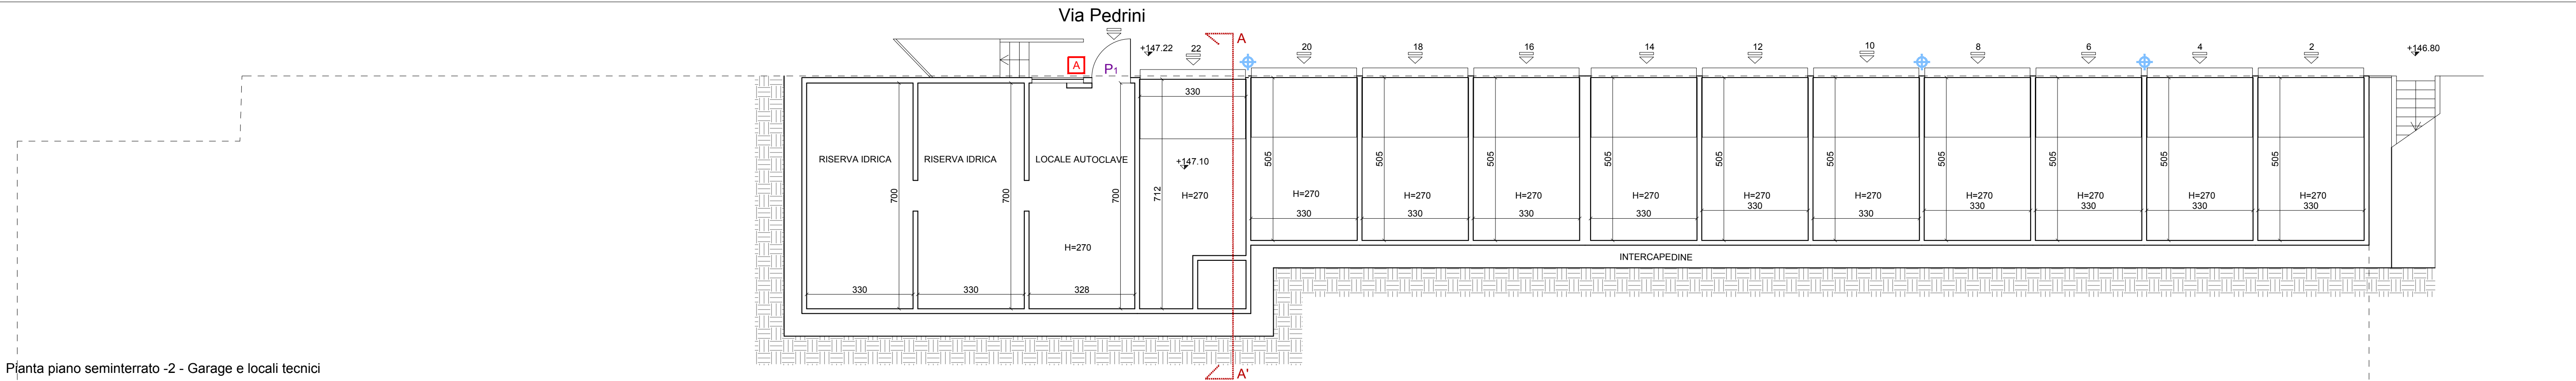 Via Pedrini
A
+147.22
22
A
20
18
16
14
12
10
8
6
4
2
+146.80
P1
330
RISERVA IDRICA
RISERVA IDRICA
LOCALE AUTOCLAVE
+147.10
505
505
505
505
505
505
505
505
505
505
700
700
700
712
H=270
H=270
H=270
H=270
H=270
H=270
H=270
H=270
H=270
H=270
H=270
330
330
330
330
330
330
330
330
330
330
H=270
INTERCAPEDINE
330
330
328
Pianta piano seminterrato -2 - Garage e locali tecnici
A'